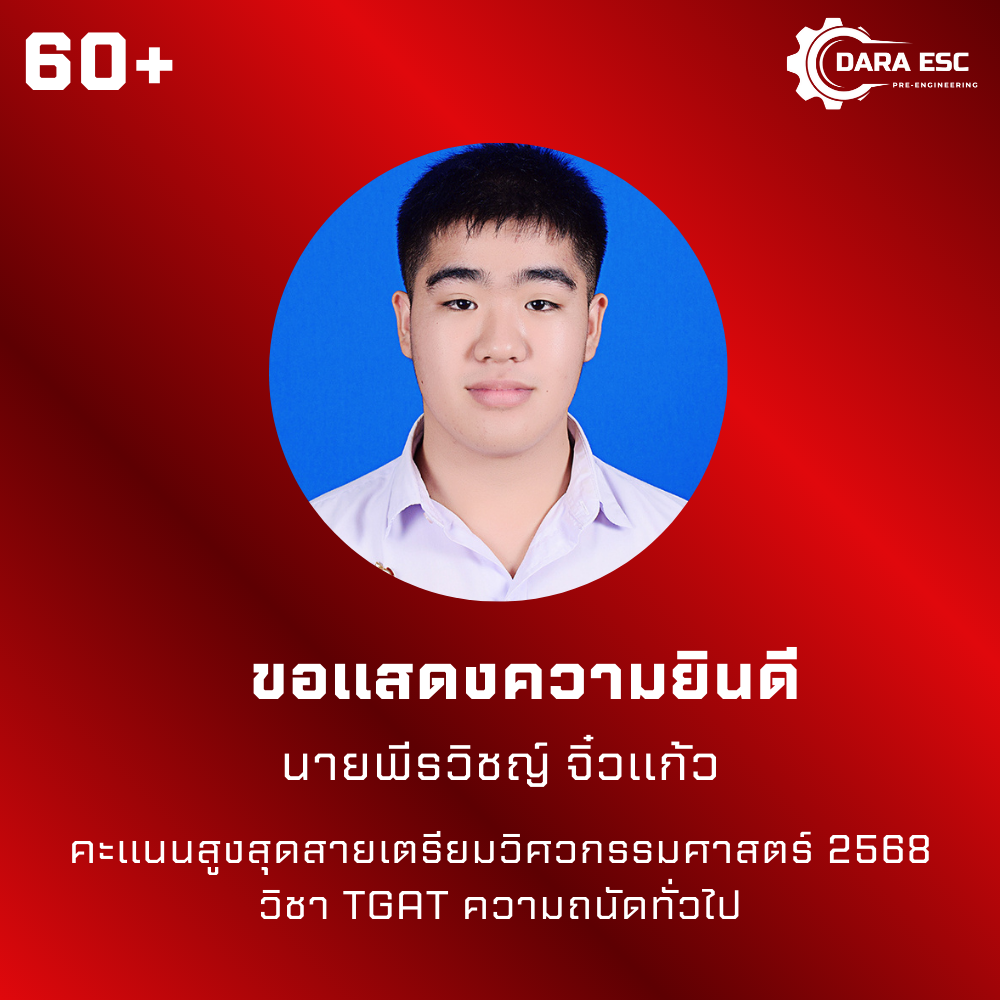 60+
DARA ESC
PRE-ENGINEERING
ขอแสดงความยินดี
นายพีรวิชญ์ จิ๋วแก้ว
คะแนนสูงสุดสายเตรียมวิศวกรรมศาสตร์ 2568
วิชา TGAT ความถนัดทั่วไป